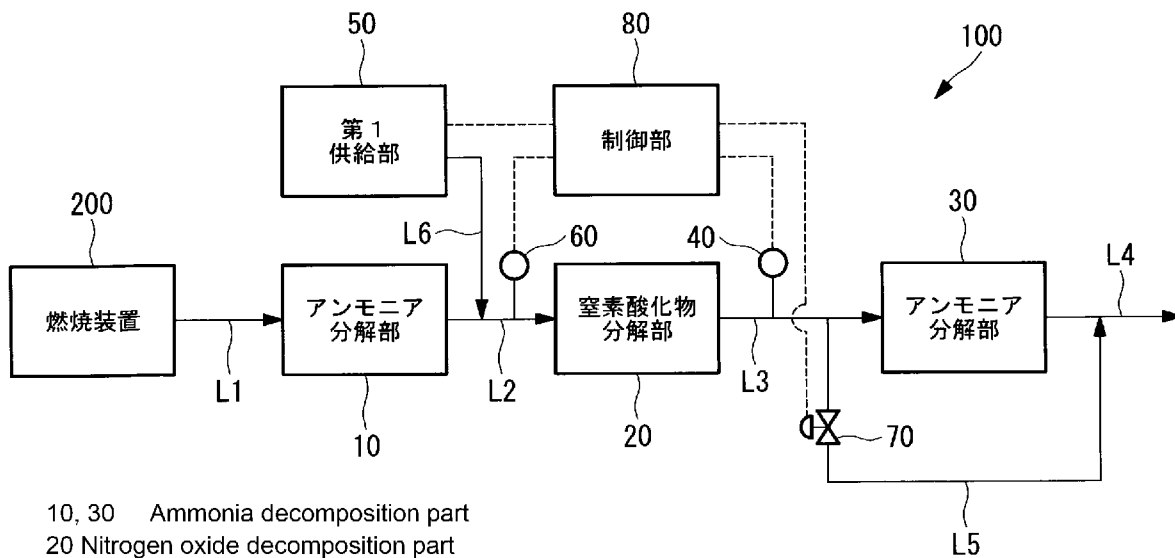 50
80
100
第1
供給部
制御部
200
L6
60
40
30
L4
燃焼装置
アンモニア
分解部
窒素酸化物
分解部
アンモニア
分解部
L1
L2
L3
10
20
70
L5
10, 30 Ammonia decomposition part
20 Nitrogen oxide decomposition part